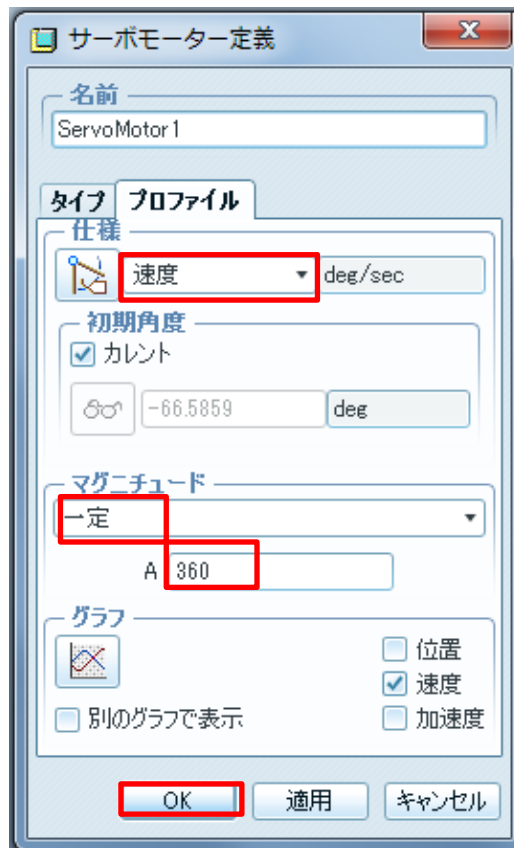 サーボモーター定義
名前
ServoMotor1
タイプ プロファイル
仕様
速度 deg/sec
初期角度
カレント
-66.5859 deg
マグニチュード
一定
A 360
グラフ
位置
速度
別のグラフで表示 加速度
OK 適用 キャンセル